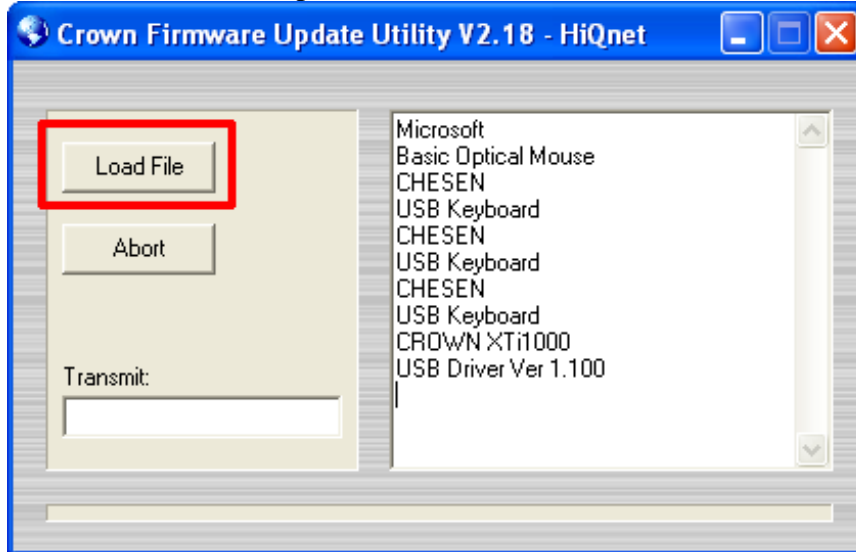 Crown Firmware Update Utility V2.18 - HiQnet
Load File
Abort
Transmit:
Microsoft
Basic Optical Mouse
CHESEN
USB Keyboard
CHESEN
USB Keyboard
CHESEN
USB Keyboard
CROWN XTi1000
USB Driver Ver 1.100